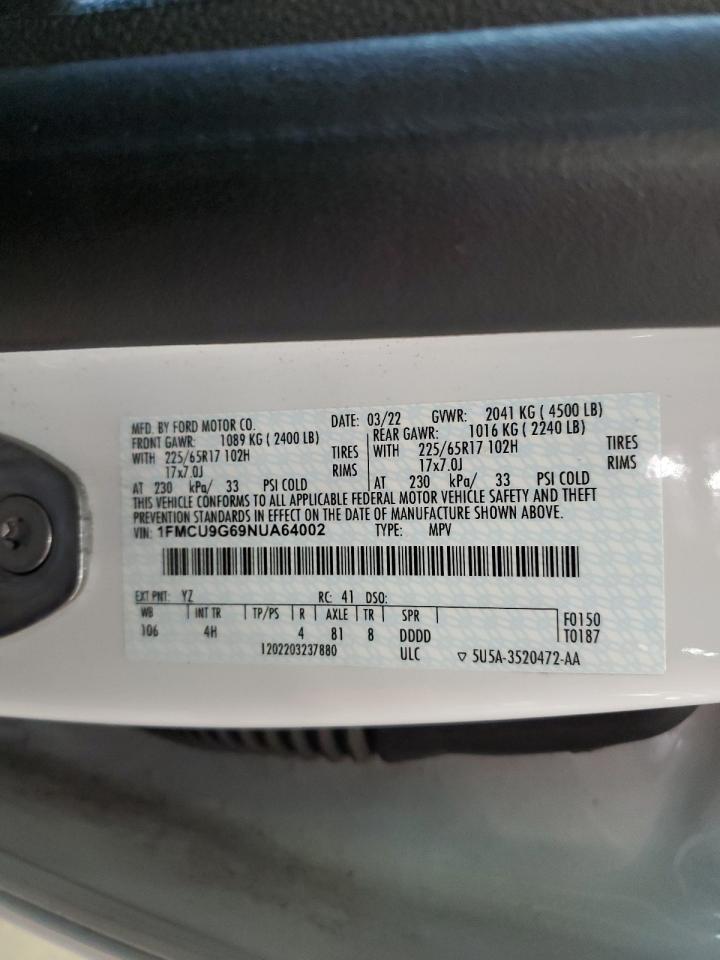 MFD. BY FORD MOTOR CO. DATE: 03/22 GVWR: 2041 KG ( 4500 LB)
FRONT GAWR: 1089 KG ( 2400 LB) REAR GAWR: 1016 KG ( 2240 LB)
WITH 225/65R17 102H TIRES WITH 225/65R17 102H TIRES
17x7.0J RIMS 17x7.0J RIMS
AT 230 kPa/ 33 PSI COLD AT 230 kPa/ 33 PSI COLD
THIS VEHICLE CONFORMS TO ALL APPLICABLE FEDERAL MOTOR VEHICLE SAFETY AND THEFT
PREVENTION STANDARDS IN EFFECT ON THE DATE OF MANUFACTURE SHOWN ABOVE.
VIN: 1FMCU9G69NUA64002 TYPE: MPV
EXT PNT: YZ RC: 41 DSO:
WB INT TR TP/PS R AXLE TR SPR F0150
106 4H 4 81 8 DDDD T0187
1202203237880 ULC ▽ 5U5A-3520472-AA